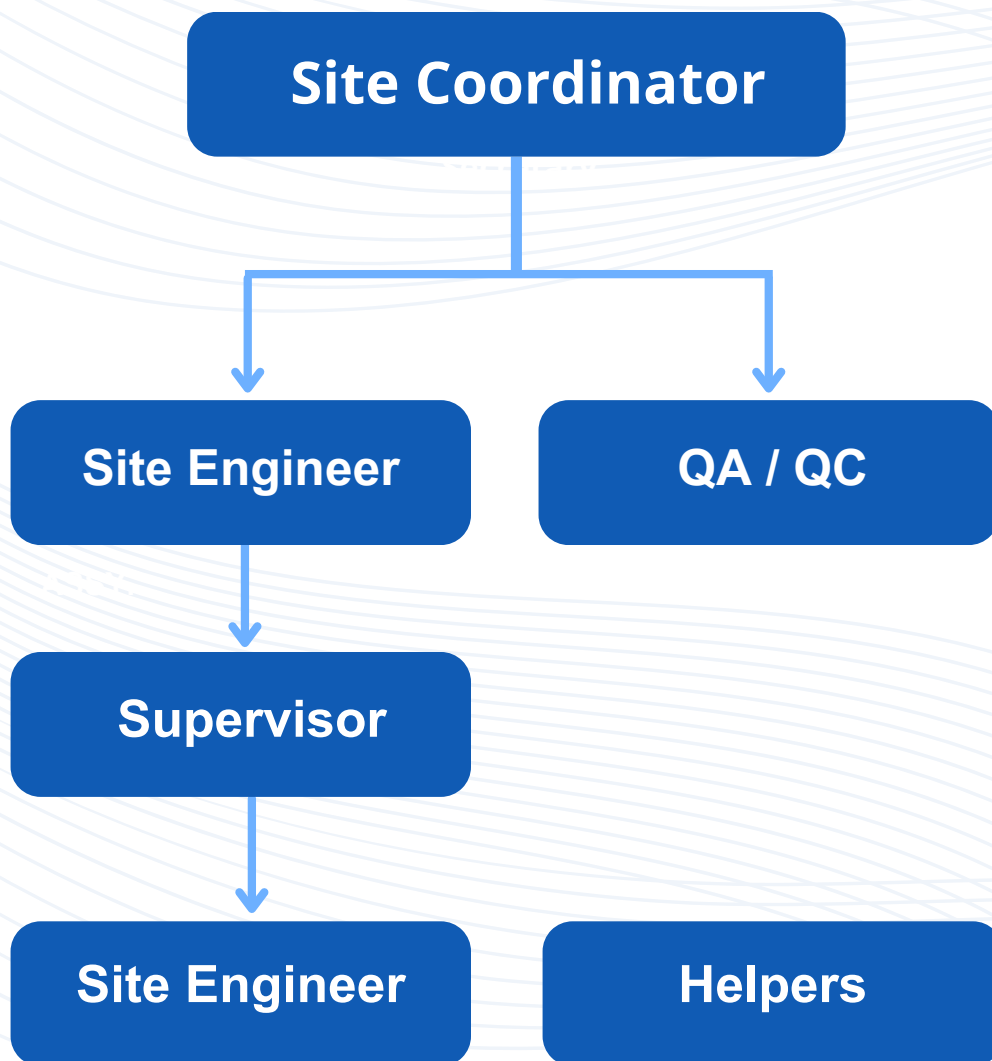 Site Coordinator
Site Engineer
QA / QC
Supervisor
Site Engineer
Helpers